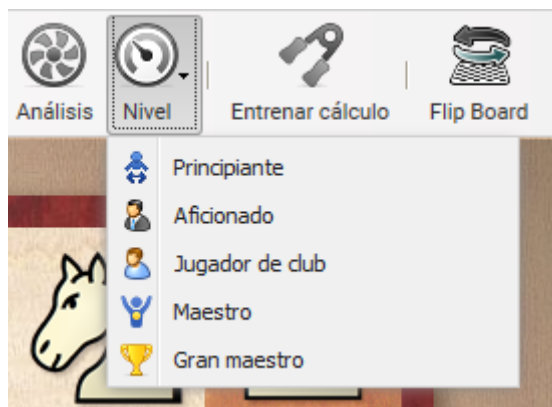 Análisis
Nivel
Entrenar cálculo
Flip Board
Principiante
Aficionado
Jugador de club
Maestro
Gran maestro